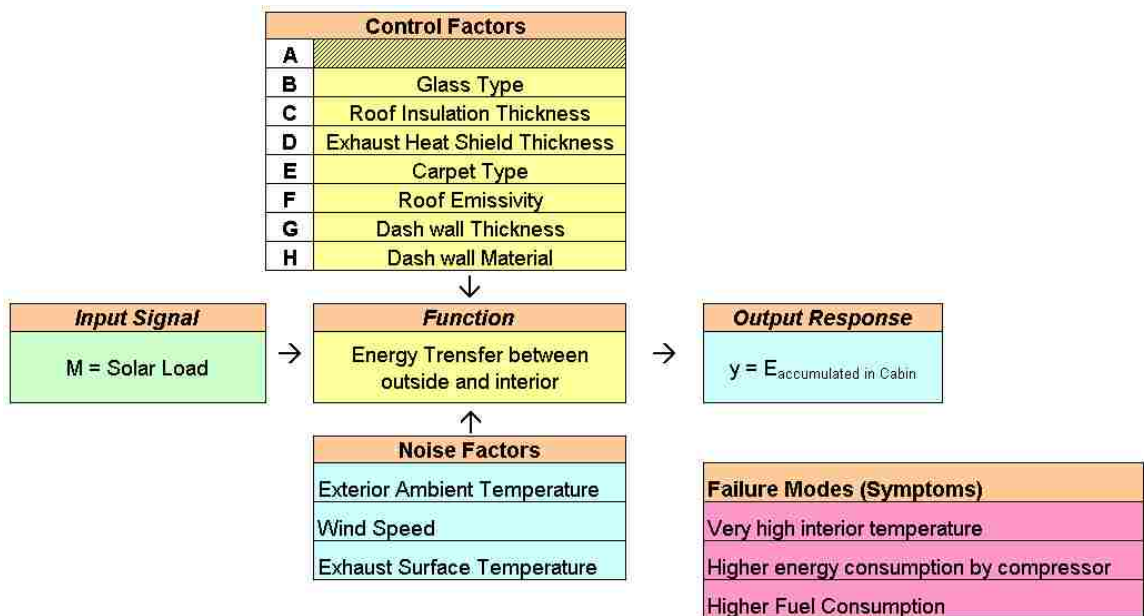 Control Factors
A
B Glass Type
C Roof Insulation Thickness
D Exhaust Heat Shield Thickness
E Carpet Type
F Roof Emissivity
G Dash wall Thickness
H Dash wall Material
↓
Input Signal
M = Solar Load
→
Function
Energy Trensfer between
outside and interior
→
Output Response
y = E accumulated in Cabin
↑
Noise Factors
Exterior Ambient Temperature
Wind Speed
Exhaust Surface Temperature
Failure Modes (Symptoms)
Very high interior temperature
Higher energy consumption by compressor
Higher Fuel Consumption